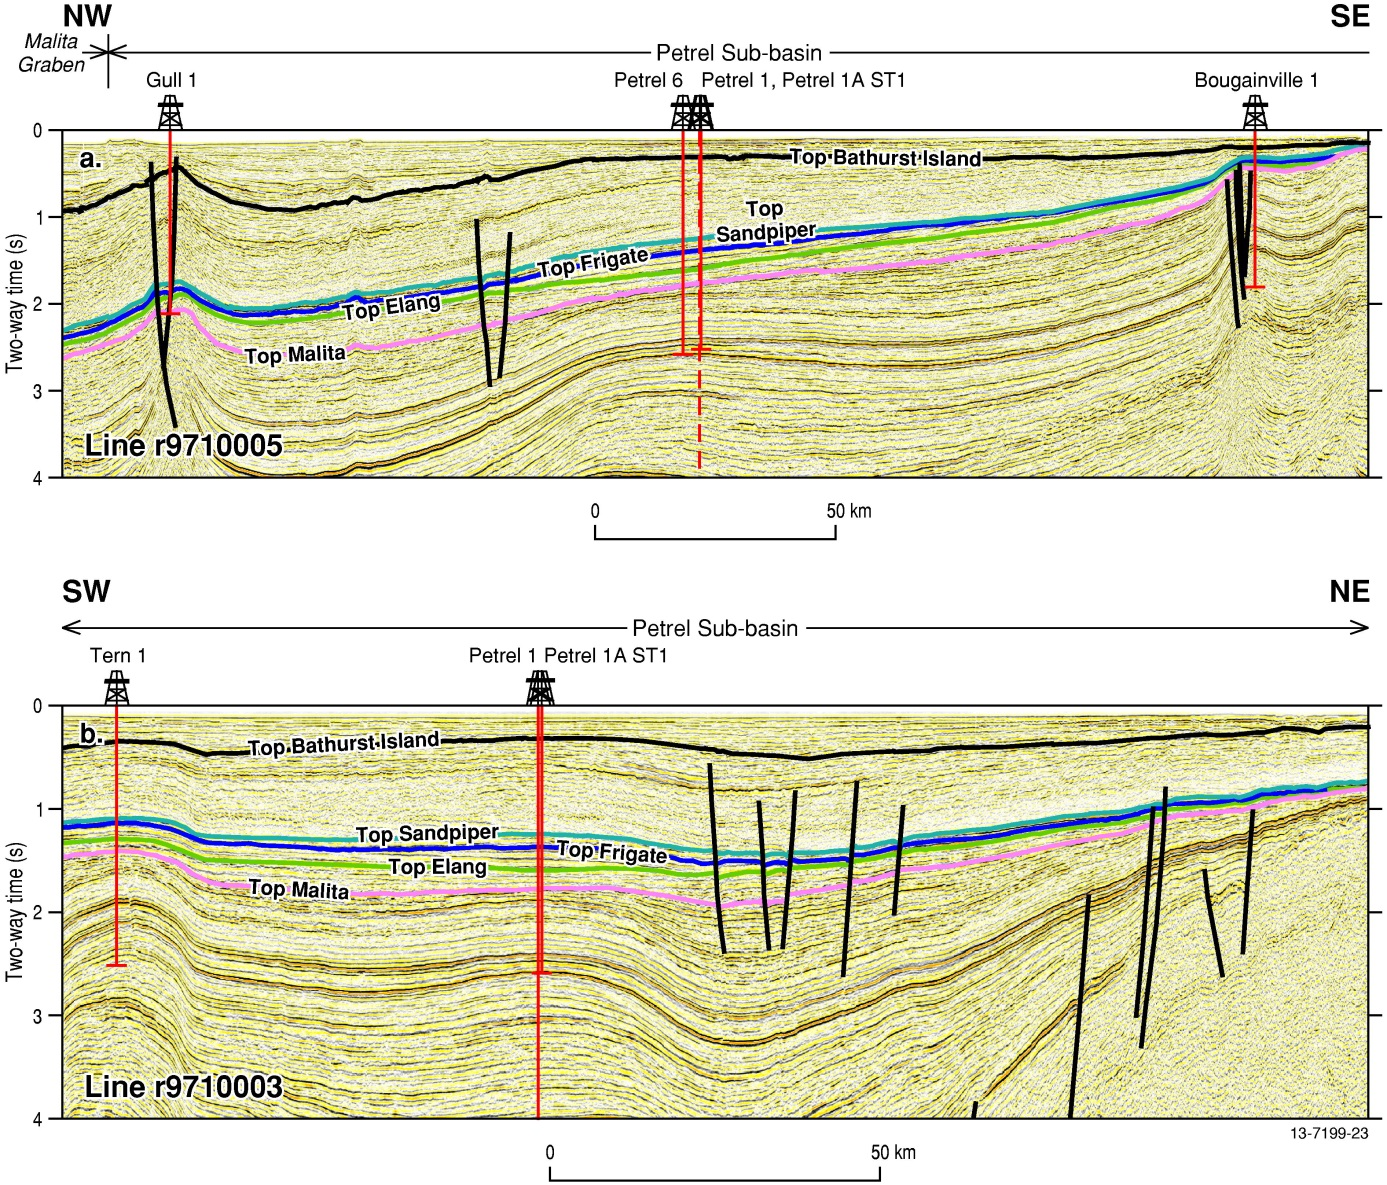 NW
SE
Malita
Graben
Petrel Sub-basin
Gull 1
Petrel 6
Petrel 1, Petrel 1A ST1
Bougainville 1
0
a.
Top Bathurst Island
1
Top
Sandpiper
Top Frigate
2
Top Elang
Top Malita
3
Line r9710005
4
Two-way time (s)
0
50 km
SW
NE
Petrel Sub-basin
Tern 1
Petrel 1 Petrel 1A ST1
0
b.
Top Bathurst Island
1
Top Sandpiper
Top Frigate
Top Elang
Top Malita
2
3
Line r9710003
4
Two-way time (s)
13-7199-23
0
50 km